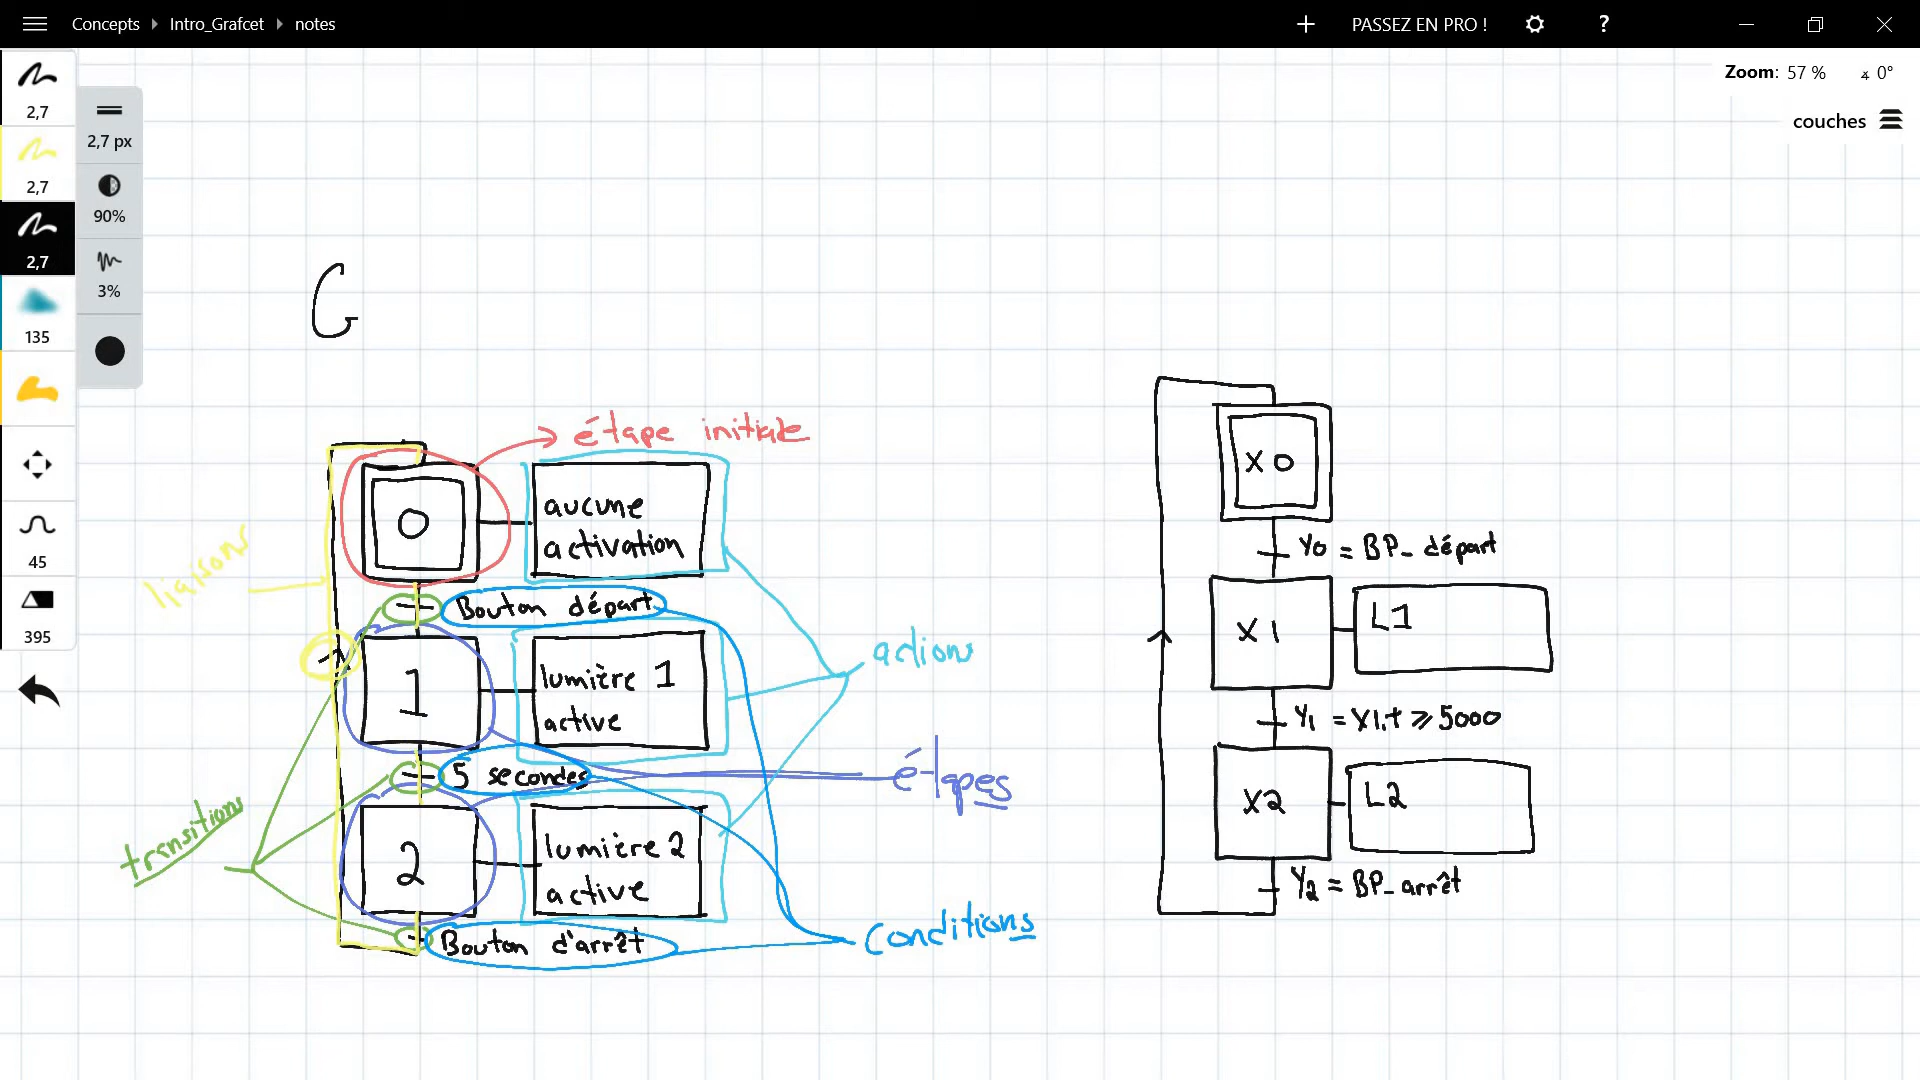 Concepts
Intro_Grafcet
notes
PASSEZ EN PRO !
?
Zoom: 57 %
0°
couches
2,7
2,7
2,7
135
45
395
2,7 px
90%
3%
G
étape initiale
0
aucune
activation
liaisons
Bouton départ
1
lumière 1
active
actions
5 secondes
étapes
transitions
2
lumière 2
active
Bouton d'arrêt
conditions
X0
Y0 = BP_départ
X1
L1
Y1 = X1.t ⩾ 5000
X2
L2
Y2 = BP_arrêt